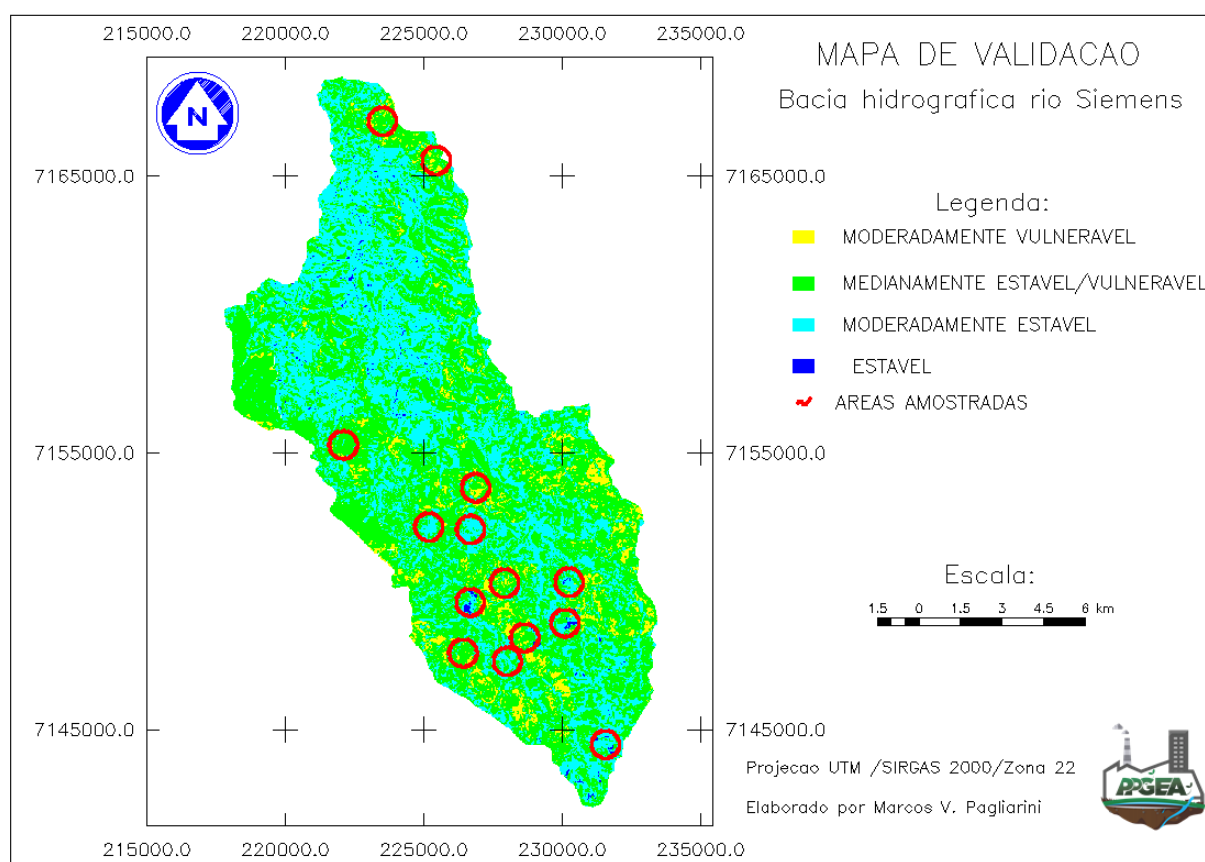 215000.0 220000.0 225000.0 230000.0 235000.0
MAPA DE VALIDACAO
Bacia hidrografica rio Siemens
N
7165000.0 7165000.0
Legenda:
MODERADAMENTE VULNERAVEL
MEDIANAMENTE ESTAVEL/VULNERAVEL
MODERADAMENTE ESTAVEL
ESTAVEL
AREAS AMOSTRADAS
7155000.0 7155000.0
Escala:
1.5 0 1.5 3 4.5 6 km
7145000.0 7145000.0
Projecao UTM /SIRGAS 2000/Zona 22
PPGEA
Elaborado por Marcos V. Pagliarini
215000.0 220000.0 225000.0 230000.0 235000.0